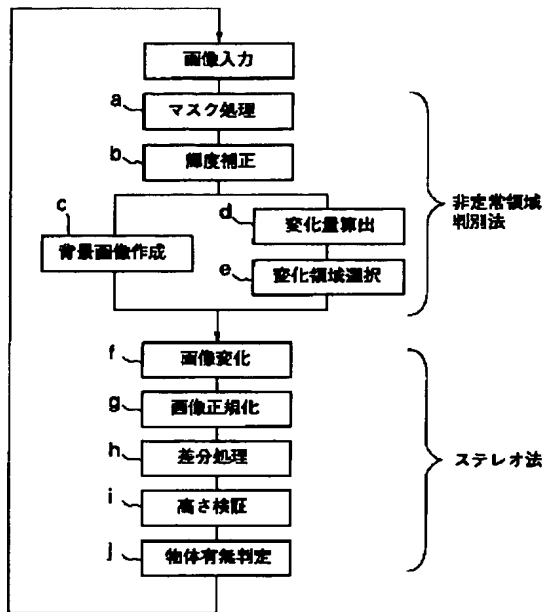 画像入力
a
マスク処理
b
輝度補正
c
背景画像作成
d
変化量算出
e
変化領域選択
非定常領域
判別法
f
画像変化
g
画像正規化
h
差分処理
i
高さ検証
j
物体有無判定
ステレオ法